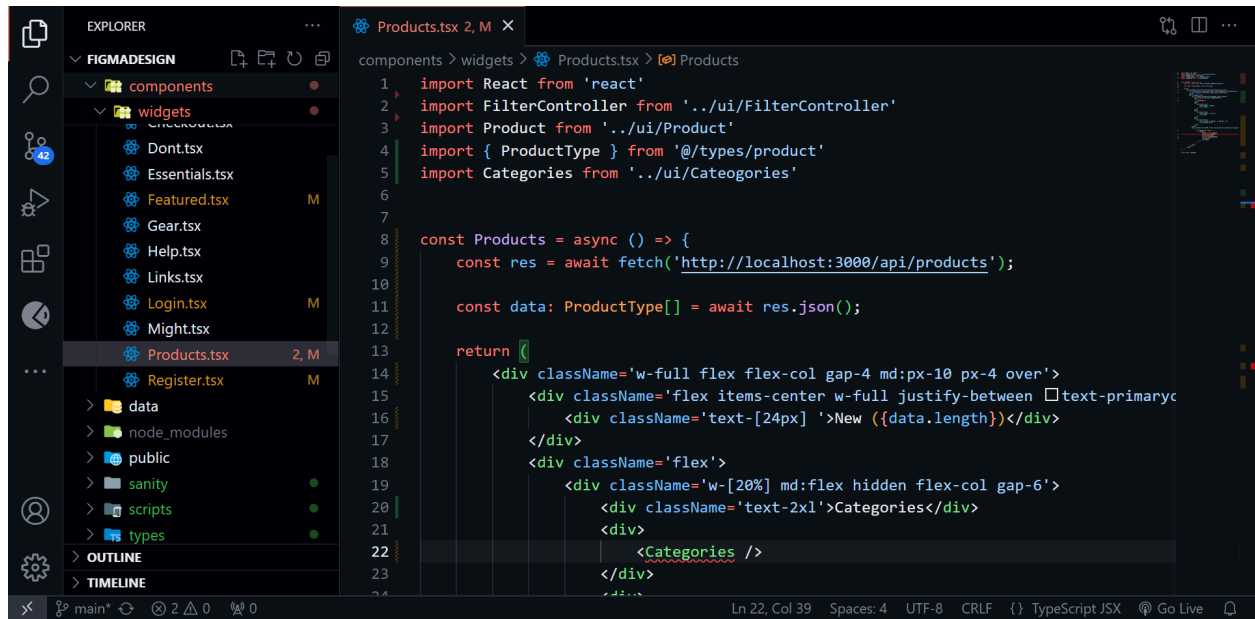 EXPLORER
FIGMADESIGN
components
widgets
Checkout.tsx
Dont.tsx
Essentials.tsx
Featured.tsx M
Gear.tsx
Help.tsx
Links.tsx
Login.tsx M
Might.tsx
Products.tsx 2, M
Register.tsx M
data
node_modules
public
sanity
scripts
types
OUTLINE
TIMELINE
42
Products.tsx 2, M
components > widgets > Products.tsx > Products
1 import React from 'react'
2 import FilterController from '../ui/FilterController'
3 import Product from '../ui/Product'
4 import { ProductType } from '@/types/product'
5 import Categories from '../ui/Cateogories'
6
7
8 const Products = async () => {
9 const res = await fetch('http://localhost:3000/api/products');
10
11 const data: ProductType[] = await res.json();
12
13 return (
14 <div className='w-full flex flex-col gap-4 md:px-10 px-4 over'>
15 <div className='flex items-center w-full justify-between text-primaryc
16 <div className='text-[24px] '>New ({data.length})</div>
17 </div>
18 <div className='flex'>
19 <div className='w-[20%] md:flex hidden flex-col gap-6'>
20 <div className='text-2xl'>Categories</div>
21 <div>
22 <Categories />
23 </div>
24 <div>
main* 2 0 0 Ln 22, Col 39 Spaces: 4 UTF-8 CRLF {} TypeScript JSX Go Live